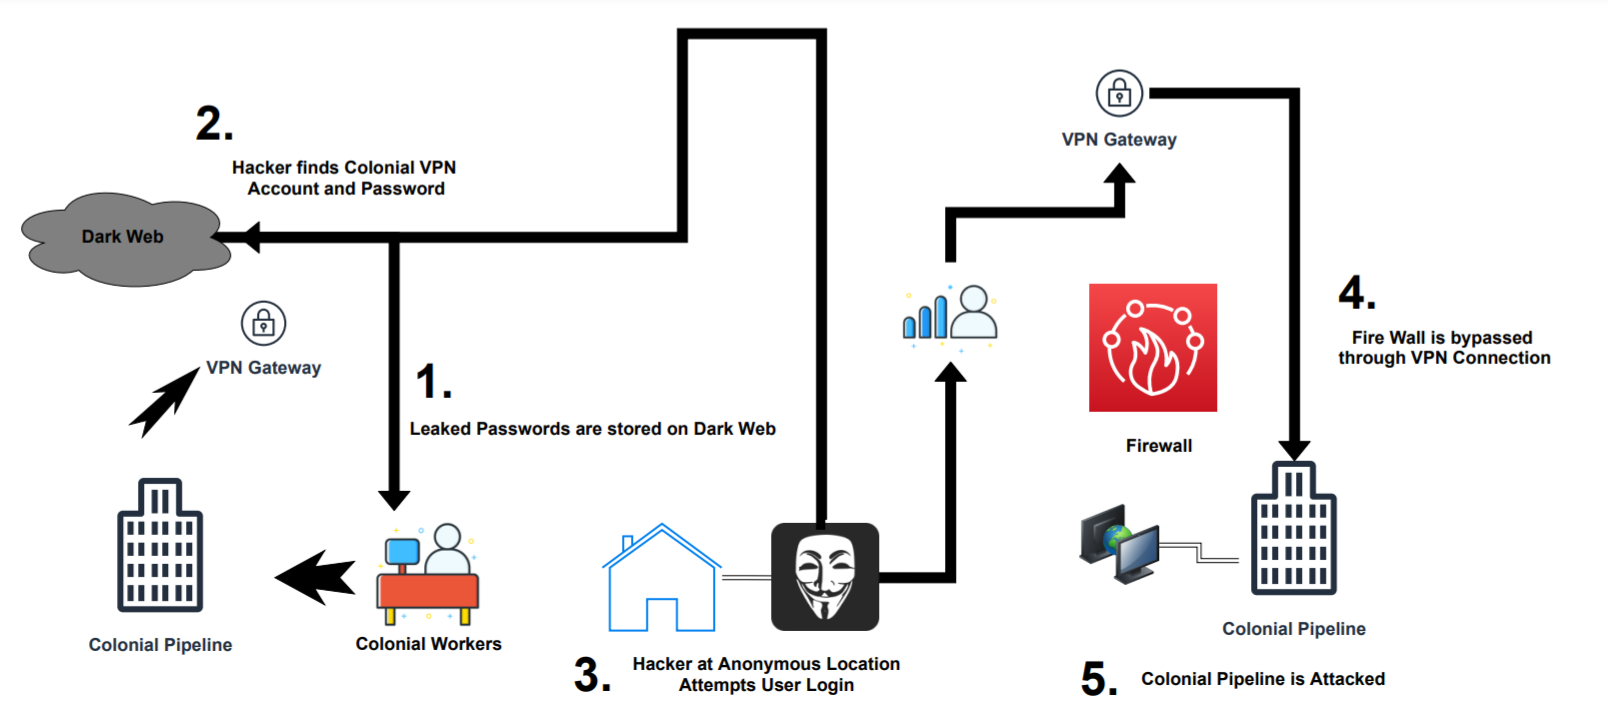 2.
Hacker finds Colonial VPN
Account and Password
Dark Web
VPN Gateway
1.
Leaked Passwords are stored on Dark Web
Colonial Pipeline
Colonial Workers
3.
Hacker at Anonymous Location
Attempts User Login
VPN Gateway
Firewall
4.
Fire Wall is bypassed
through VPN Connection
Colonial Pipeline
5.
Colonial Pipeline is Attacked